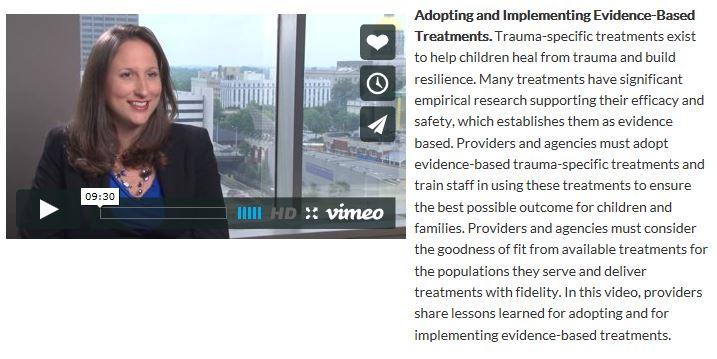 Adopting and Implementing Evidence-Based
Treatments. Trauma-specific treatments exist
to help children heal from trauma and build
resilience. Many treatments have significant
empirical research supporting their efficacy and
safety, which establishes them as evidence
based. Providers and agencies must adopt
evidence-based trauma-specific treatments and
train staff in using these treatments to ensure
the best possible outcome for children and
families. Providers and agencies must consider
the goodness of fit from available treatments for
the populations they serve and deliver
treatments with fidelity. In this video, providers
share lessons learned for adopting and for
implementing evidence-based treatments.
09:30
HD vimeo